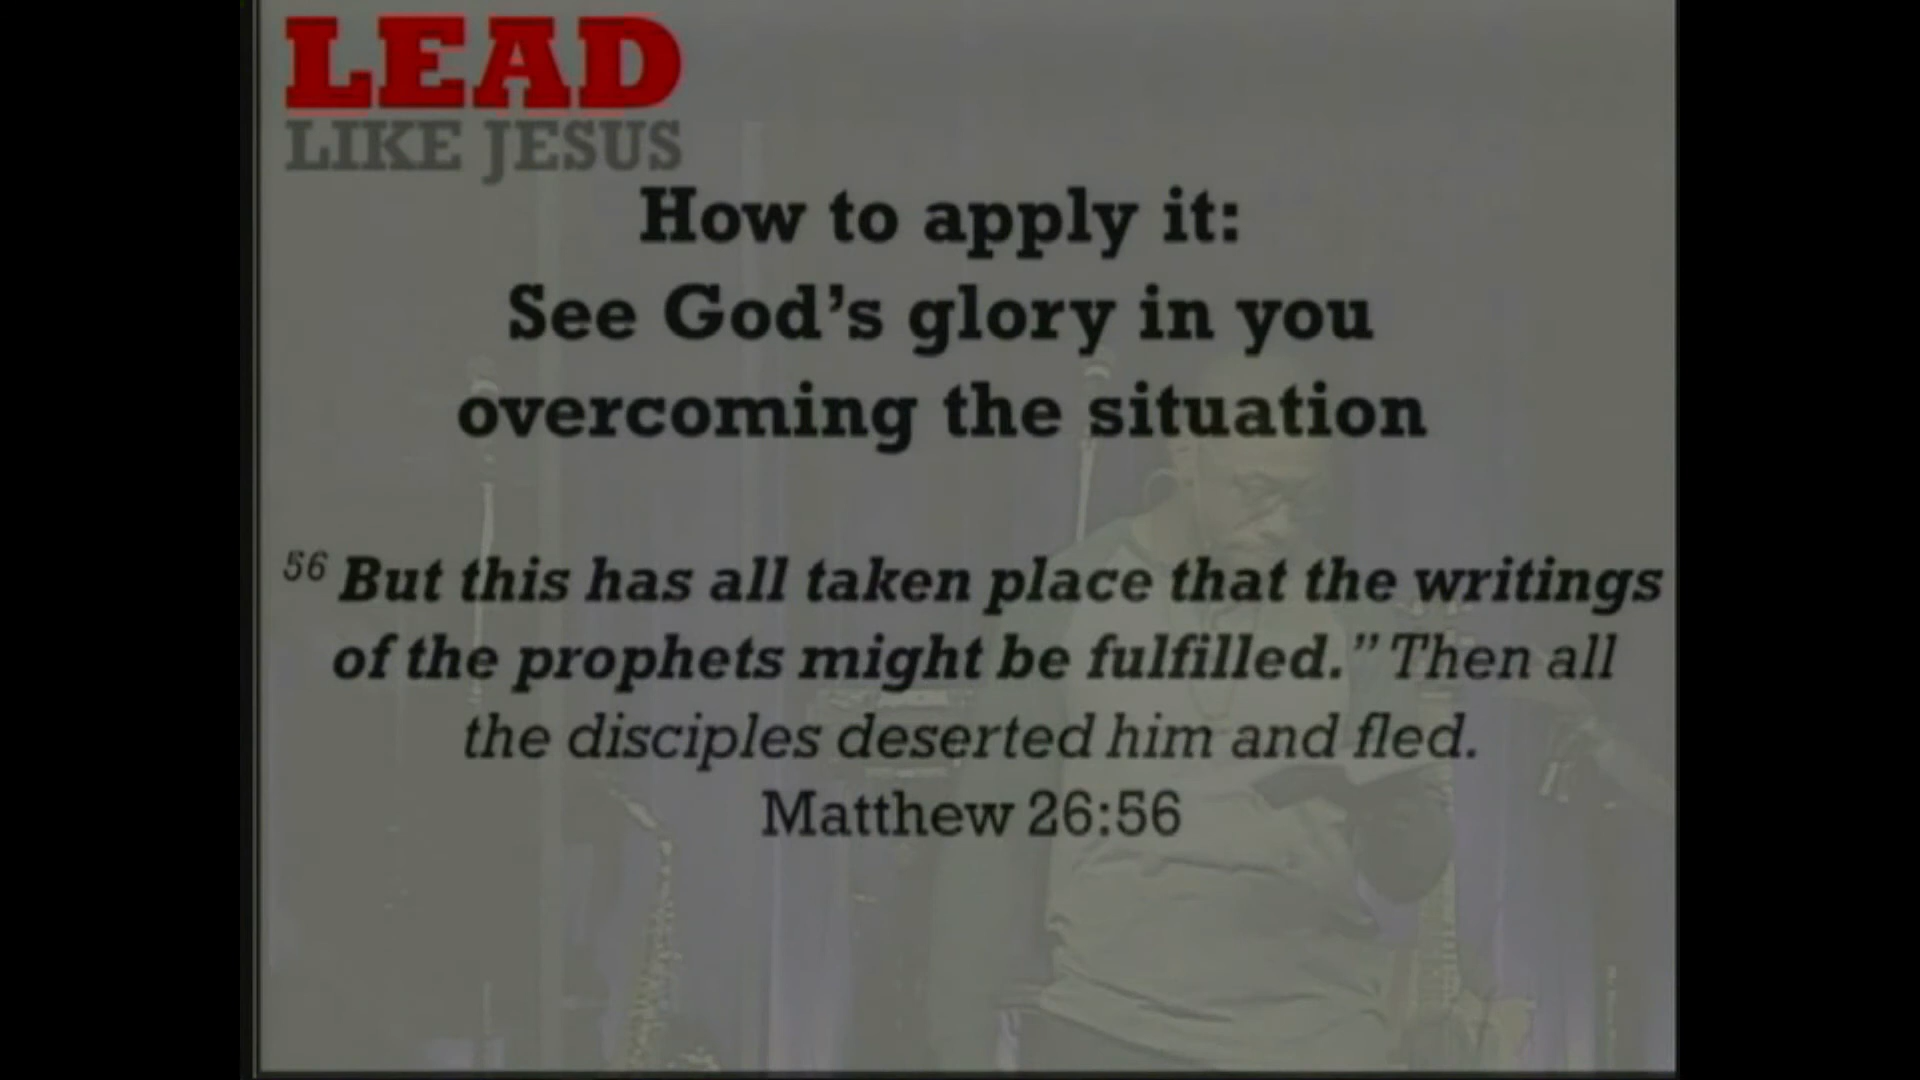 LEAD
LIKE JESUS
How to apply it:
See God’s glory in you
overcoming the situation
56 But this has all taken place that the writings
of the prophets might be fulfilled.” Then all
the disciples deserted him and fled.
Matthew 26:56